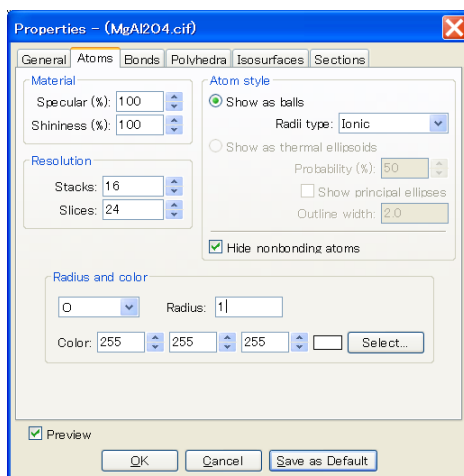 Properties - (MgAl2O4.cif)
General Atoms Bonds Polyhedra Isosurfaces Sections
Material
Specular (%): 100
Shininess (%): 100
Resolution
Stacks: 16
Slices: 24
Atom style
Show as balls
Radii type: Ionic
Show as thermal ellipsoids
Probability (%): 50
Show principal ellipses
Outline width: 2.0
Hide nonbonding atoms
Radius and color
O Radius: 1
Color: 255 255 255 Select...
Preview
OK Cancel Save as Default